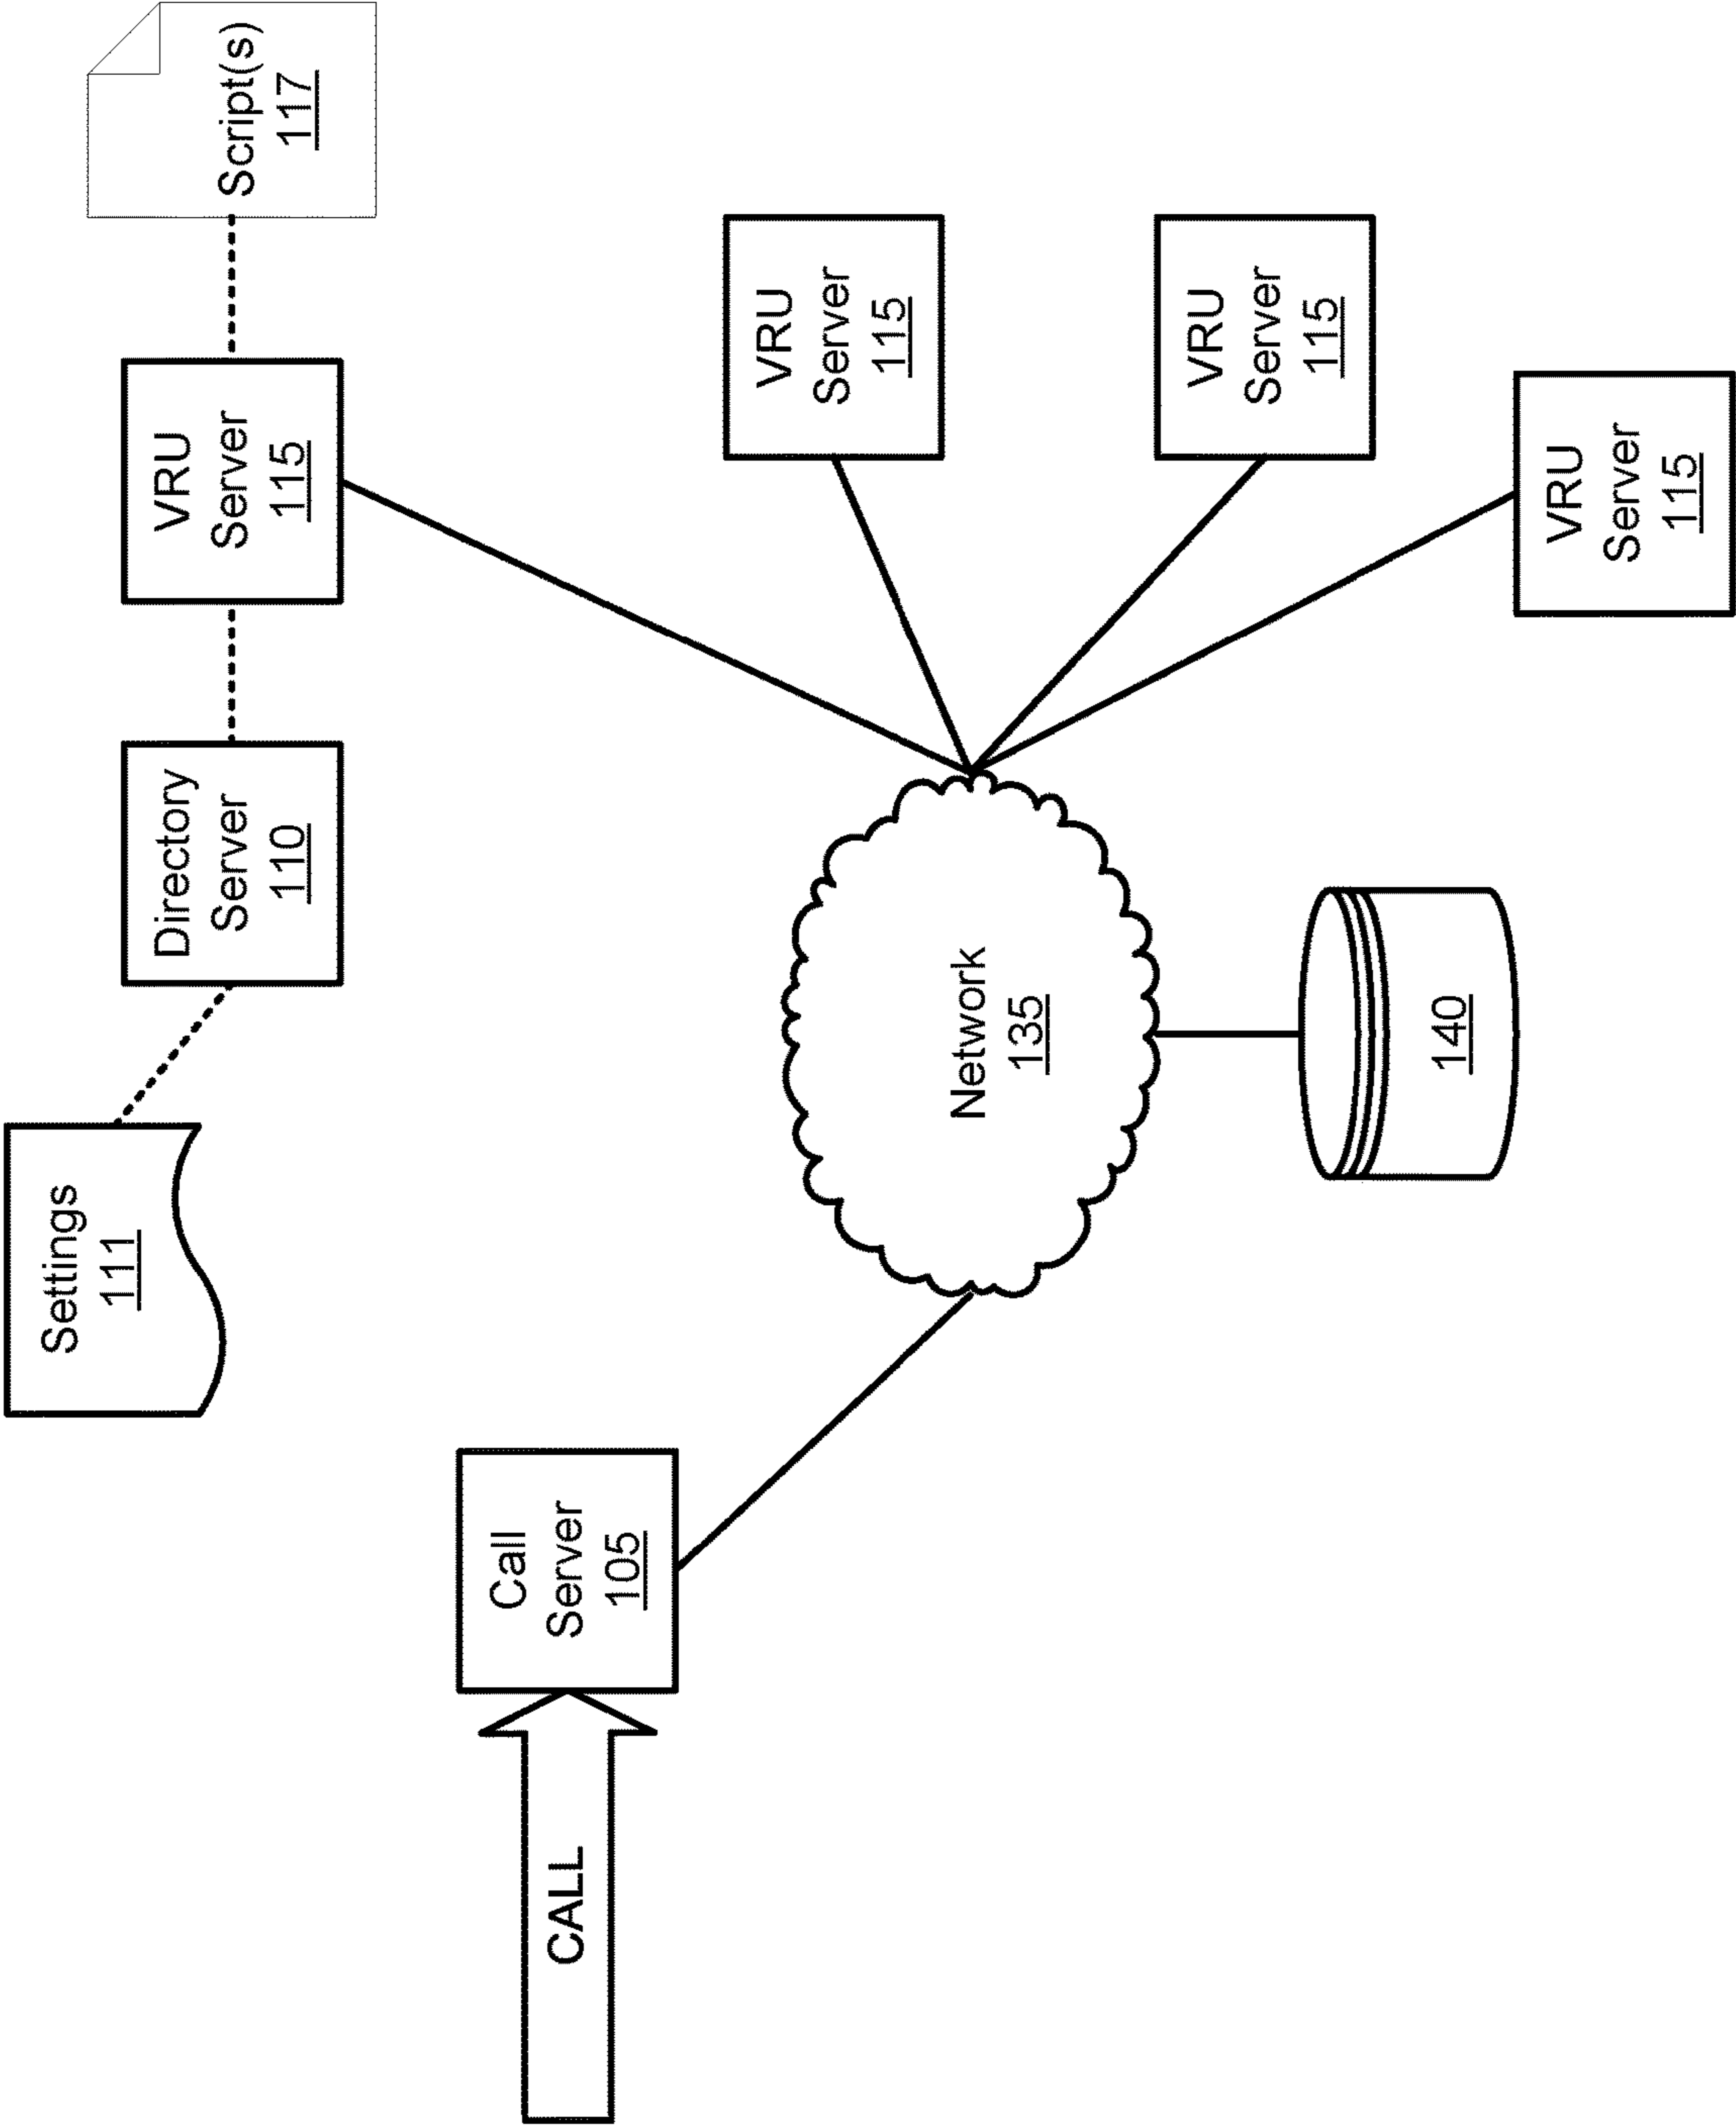 Settings
111
Directory
Server
110
VRU
Server
115
Script(s)
117
CALL
Call
Server
105
Network
135
VRU
Server
115
VRU
Server
115
140
VRU
Server
115